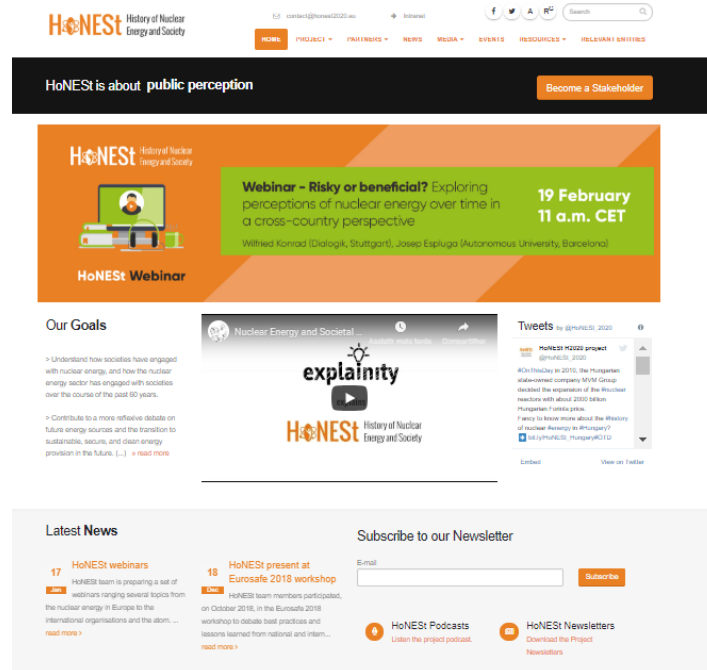 HoNESt History of Nuclear Energy and Society
contact@honest2020.eu
Intranet
f
A
R^G
Search
HOME
PROJECT
PARTNERS
NEWS
MEDIA
EVENTS
RESOURCES
RELEVANT ENTITIES
HoNESt is about public perception
Become a Stakeholder
HoNESt History of Nuclear Energy and Society
Webinar - Risky or beneficial? Exploring
perceptions of nuclear energy over time in
a cross-country perspective
Wilfried Konrad (Dialogik, Stuttgart), Josep Espluga (Autonomous University, Barcelona)
19 February
11 a.m. CET
HoNESt Webinar
Our Goals
> Understand how societies have engaged
with nuclear energy, and how the nuclear
energy sector has engaged with societies
over the course of the past 60 years.
> Contribute to a more reflexive debate on
future energy sources and the transition to
sustainable, secure, and clean energy
provision in the future. (...) » read more
Nuclear Energy and Societal ...
explainity
HoNESt History of Nuclear
Energy and Society
Tweets by @HoNESt_2020
HoNESt H2020 project
@HoNESt_2020
#OnThisDay in 2010, the Hungarian
state-owned company MVM Group
decided the expansion of the #nuclear
reactors with about 2000 billion
Hungarian Forints price.
Fancy to know more about the #history
of nuclear #energy in #Hungary?
bit.ly/HoNESt_Hungary#OTD
Embed
View on Twitter
Latest News
17
Jan
HoNESt webinars
HoNESt team is preparing a set of
webinars ranging several topics from
the nuclear energy in Europe to the
international organisations and the atom. ...
read more >
18
Dec
HoNESt present at
Eurosafe 2018 workshop
HoNESt team members participated,
on October 2018, in the Eurosafe 2018
workshop to debate best practices and
lessons learned from national and intern...
read more >
Subscribe to our Newsletter
E-mail
Subscribe
HoNESt Podcasts
Listen the project podcast.
HoNESt Newsletters
Download the Project
Newsletters